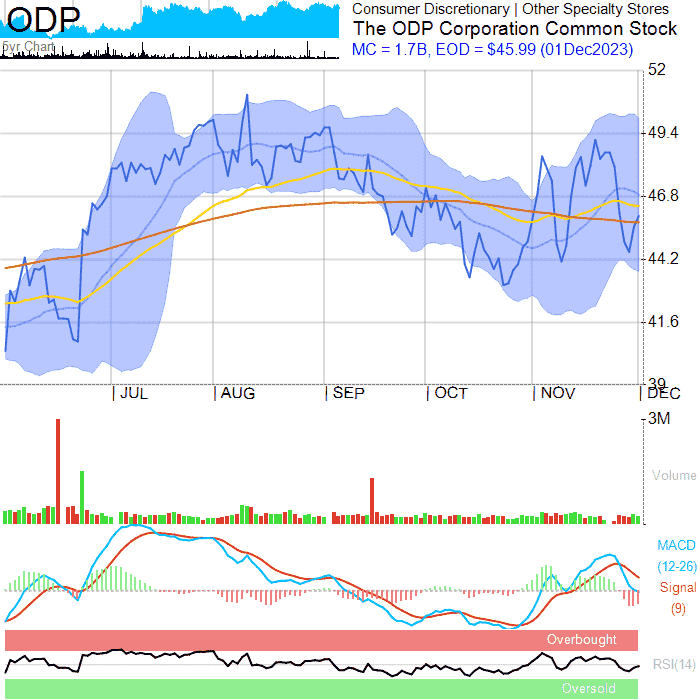 ODP
5yr Chart
Consumer Discretionary | Other Specialty Stores
The ODP Corporation Common Stock
MC = 1.7B, EOD = $45.99 (01Dec2023)
52
49.4
46.8
44.2
41.6
39
JUL AUG SEP OCT NOV DEC
3M
Volume
MACD
(12-26)
Signal
(9)
Overbought
RSI(14)
Oversold